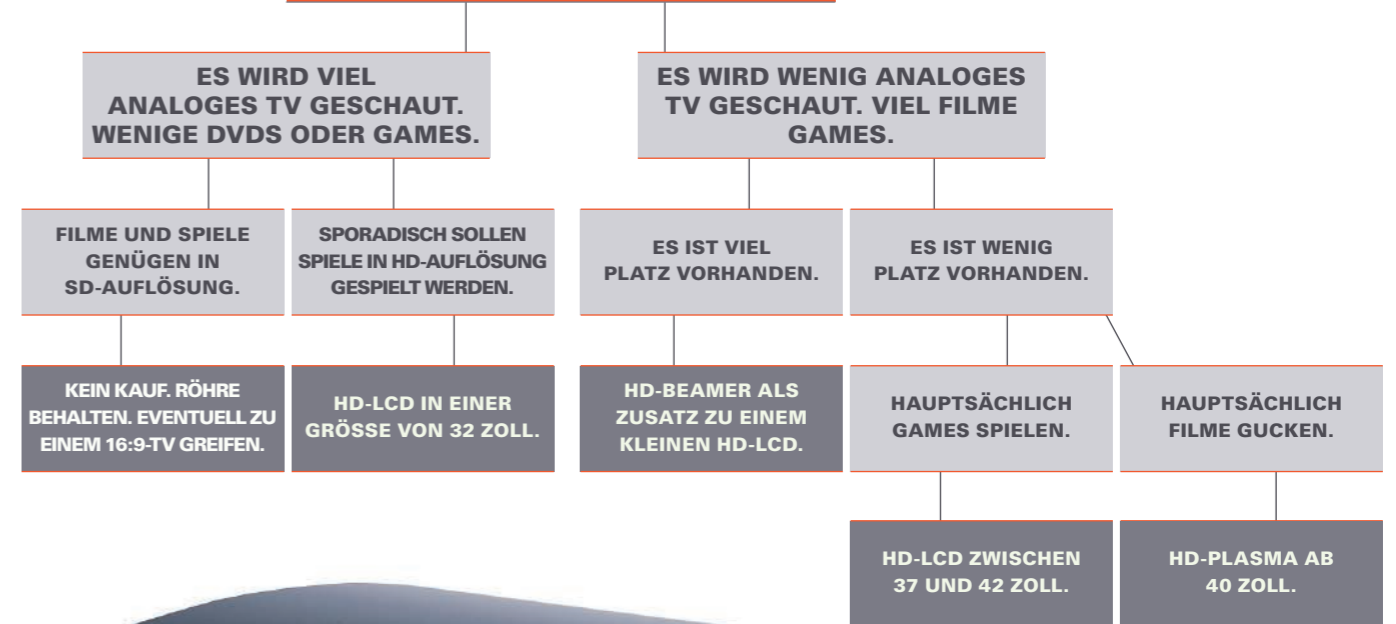 ES WIRD VIEL
ANALOGES TV GESCHAUT.
WENIGE DVDS ODER GAMES.
ES WIRD WENIG ANALOGES
TV GESCHAUT. VIEL FILME
GAMES.
FILME UND SPIELE
GENÜGEN IN
SD-AUFLÖSUNG.
SPORADISCH SOLLEN
SPIELE IN HD-AUFLÖSUNG
GESPIELT WERDEN.
ES IST VIEL
PLATZ VORHANDEN.
ES IST WENIG
PLATZ VORHANDEN.
KEIN KAUF. RÖHRE
BEHALTEN. EVENTUELL ZU
EINEM 16:9-TV GREIFEN.
HD-LCD IN EINER
GRÖSSE VON 32 ZOLL.
HD-BEAMER ALS
ZUSATZ ZU EINEM
KLEINEN HD-LCD.
HAUPTSÄCHLICH
GAMES SPIELEN.
HAUPTSÄCHLICH
FILME GUCKEN.
HD-LCD ZWISCHEN
37 UND 42 ZOLL.
HD-PLASMA AB
40 ZOLL.